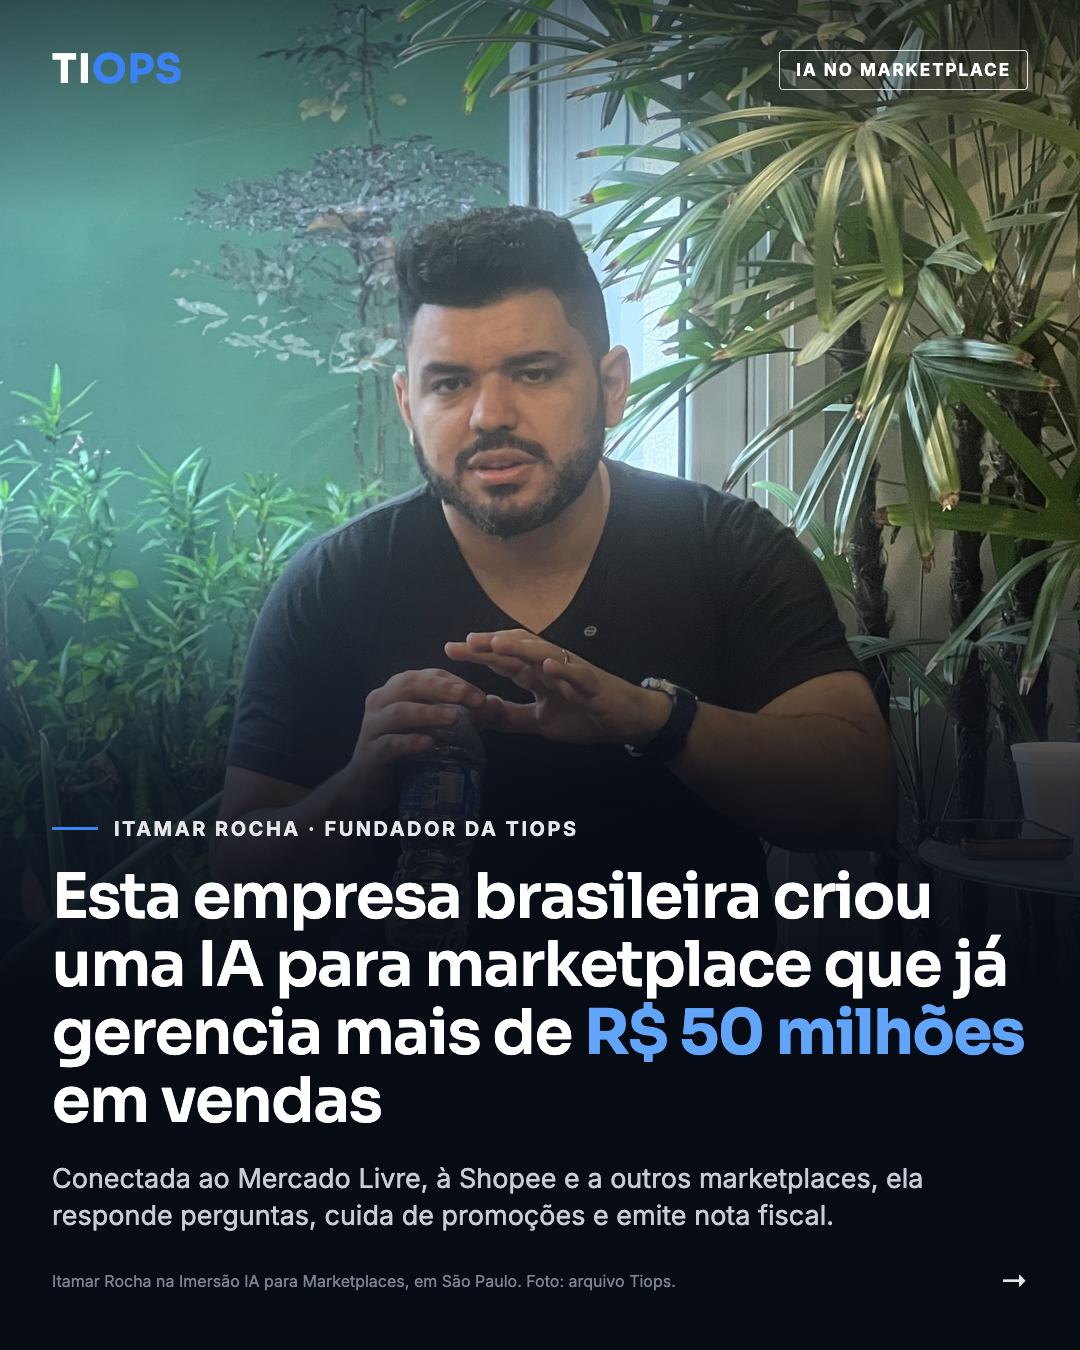 TIOPS
IA NO MARKETPLACE
ITAMAR ROCHA · FUNDADOR DA TIOPS
Esta empresa brasileira criou
uma IA para marketplace que já
gerencia mais de R$ 50 milhões
em vendas
Conectada ao Mercado Livre, à Shopee e a outros marketplaces, ela
responde perguntas, cuida de promoções e emite nota fiscal.
Itamar Rocha na Imersão IA para Marketplaces, em São Paulo. Foto: arquivo Tiops.